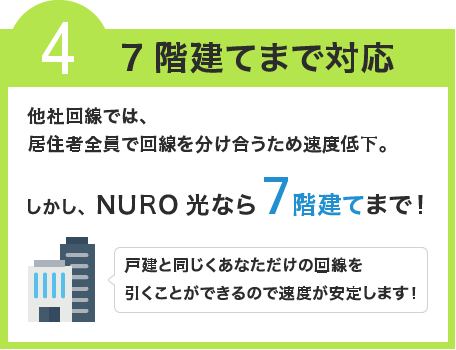 4
7階建てまで対応
他社回線では、
居住者全員で回線を分け合うため速度低下。
しかし、NURO 光なら7階建てまで！
戸建と同じくあなただけの回線を
引くことができるので速度が安定します！